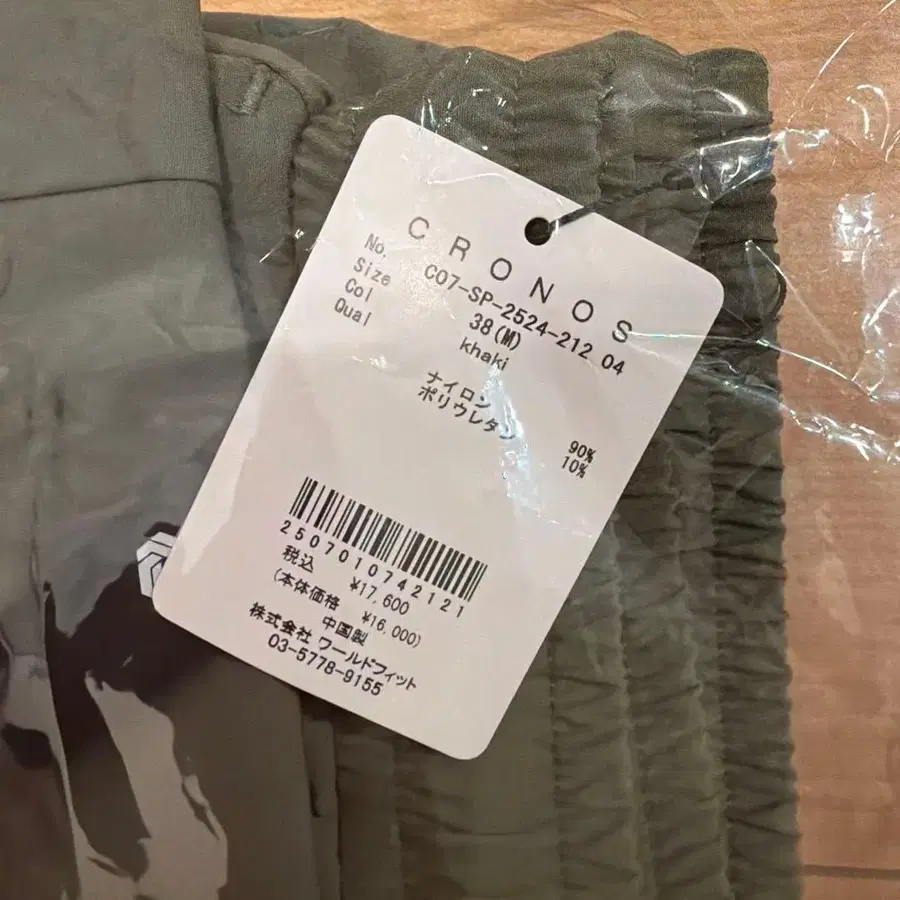 CRONOS
No. C07-SP-2524-212 04
Size 38(M)
Col khaki
Qual
ナイロン 90%
ポリウレタン 10%
2507010742121
税込 ¥17,600
(本体価格 ¥16,000)
中国製
株式会社 ワールドフィット
03-5778-9155